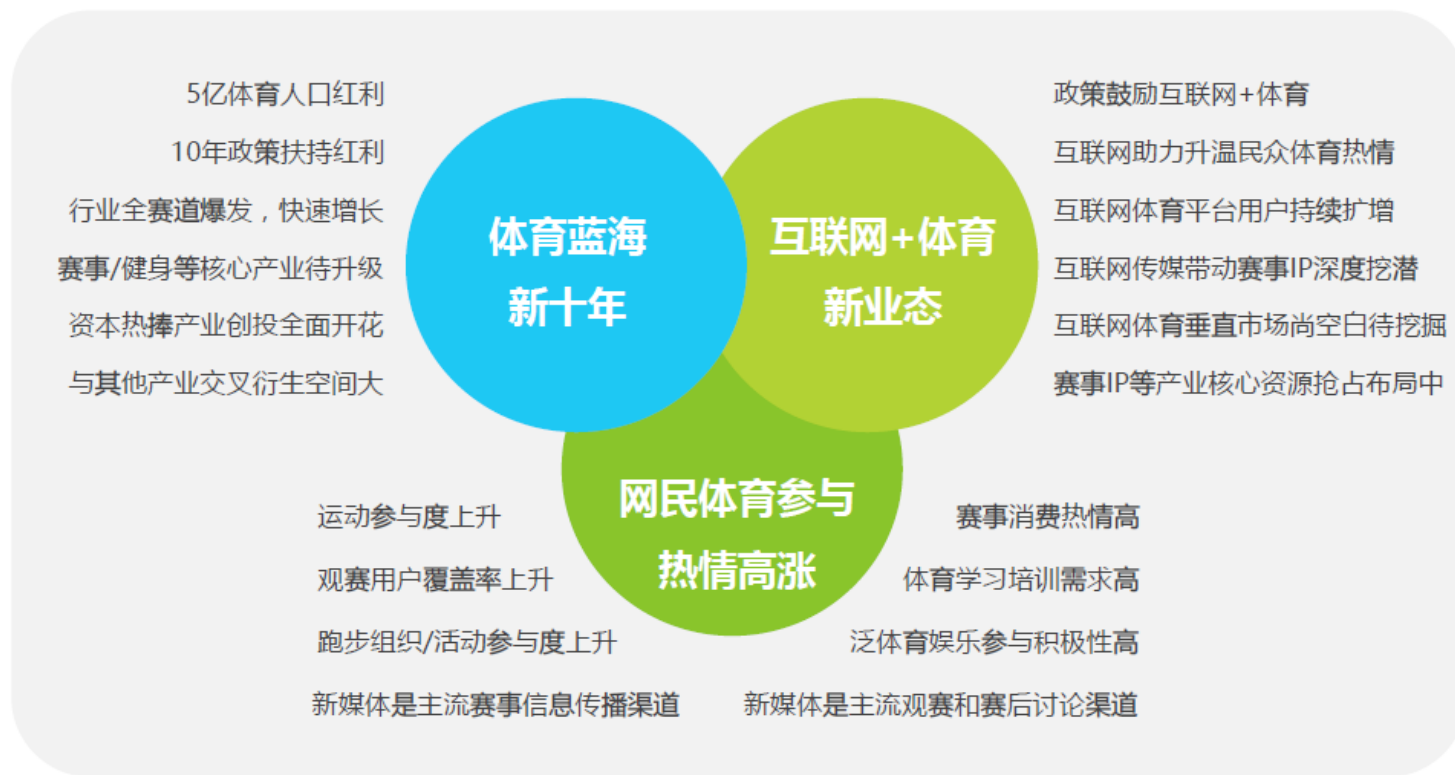 5亿体育人口红利
10年政策扶持红利
行业全赛道爆发，快速增长
赛事/健身等核心产业待升级
资本热捧产业创投全面开花
与其他产业交叉衍生空间大
体育蓝海
新十年
互联网+体育
新业态
政策鼓励互联网+体育
互联网助力升温民众体育热情
互联网体育平台用户持续扩增
互联网传媒带动赛事IP深度挖潜
互联网体育垂直市场尚空白待挖掘
赛事IP等产业核心资源抢占布局中
网民体育参与
热情高涨
运动参与度上升
观赛用户覆盖率上升
跑步组织/活动参与度上升
新媒体是主流赛事信息传播渠道
赛事消费热情高
体育学习培训需求高
泛体育娱乐参与积极性高
新媒体是主流观赛和赛后讨论渠道